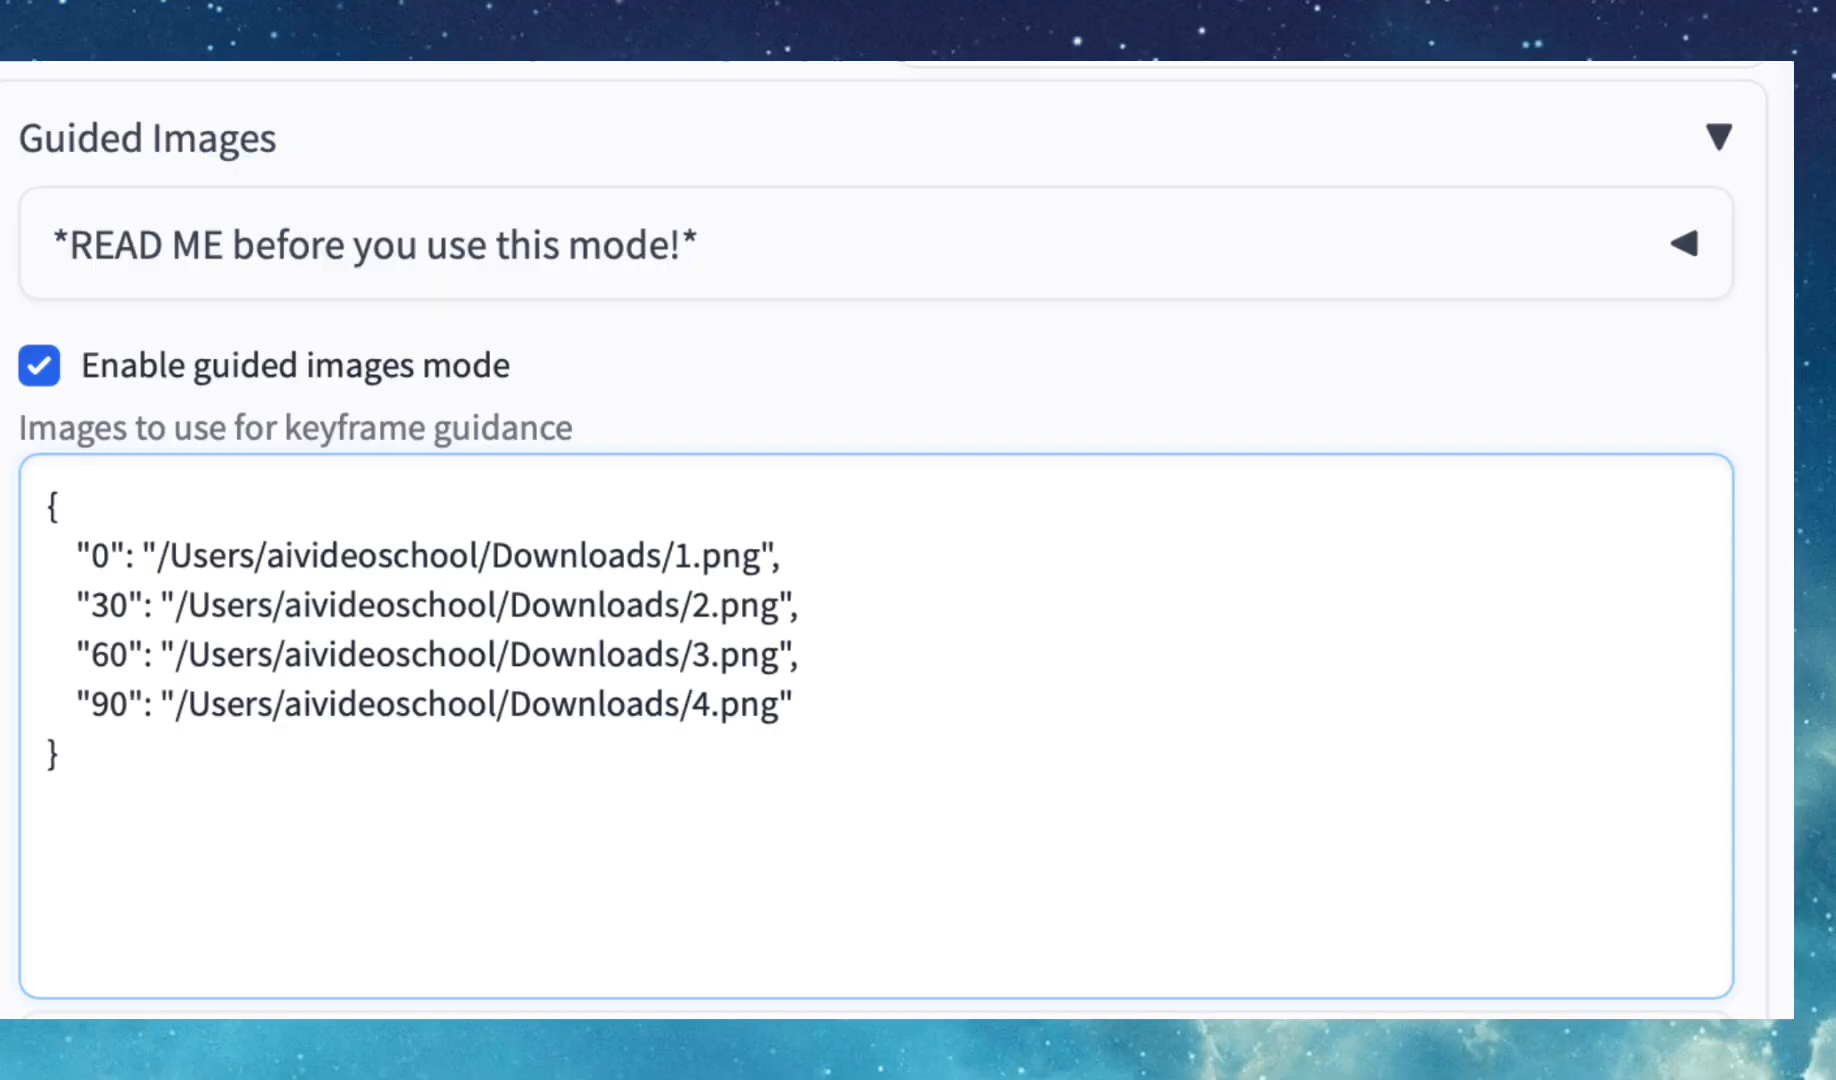 Guided Images
*READ ME before you use this mode!*
Enable guided images mode
Images to use for keyframe guidance
{
"0": "/Users/aivideoschool/Downloads/1.png",
"30": "/Users/aivideoschool/Downloads/2.png",
"60": "/Users/aivideoschool/Downloads/3.png",
"90": "/Users/aivideoschool/Downloads/4.png"
}